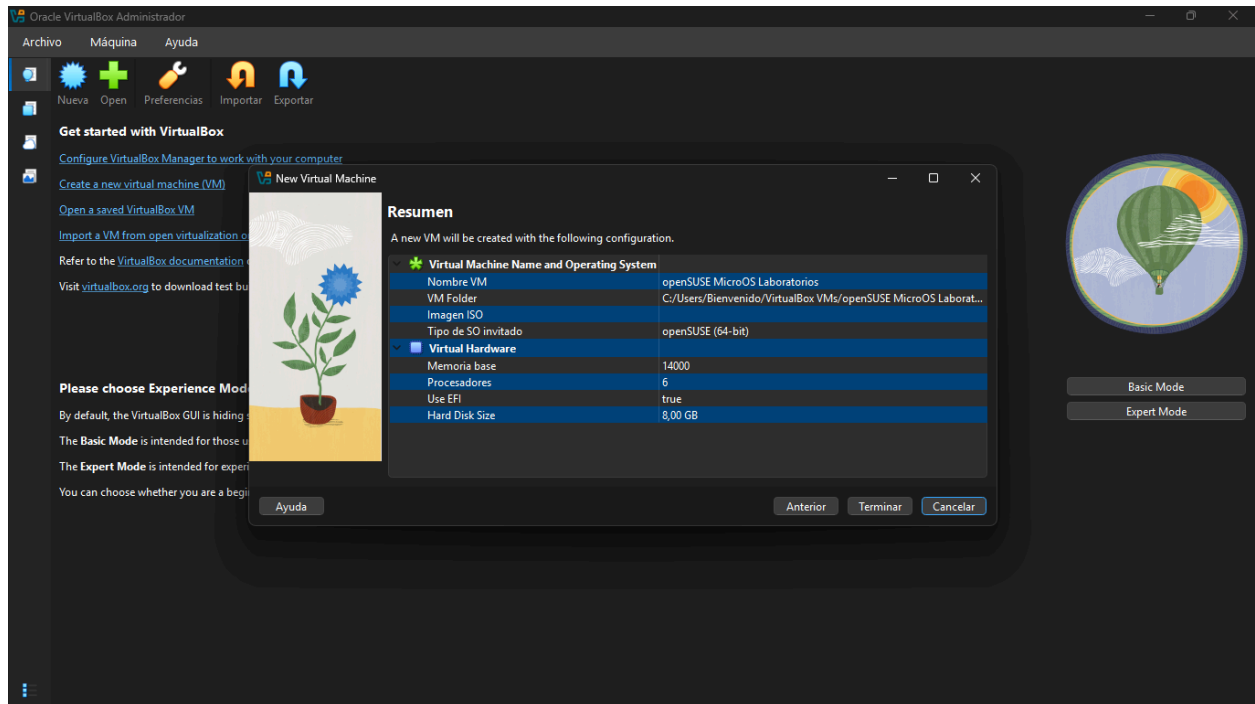 Oracle VirtualBox Administrador
Archivo Máquina Ayuda
Nueva Open Preferencias Importar Exportar
Get started with VirtualBox
Configure VirtualBox Manager to work with your computer
Create a new virtual machine (VM)
Open a saved VirtualBox VM
Import a VM from open virtualization
Refer to the VirtualBox documentation
Visit virtualbox.org to download test
Please choose Experience
By default, the VirtualBox GUI is hiding
The Basic Mode is intended for those
The Expert Mode is intended for
You can choose whether you are a
Basic Mode
Expert Mode
New Virtual Machine
Resumen
A new VM will be created with the following configuration.
Virtual Machine Name and Operating System
Nombre VM openSUSE MicroOS Laboratorios
VM Folder C:/Users/Bienvenido/VirtualBox VMs/openSUSE MicroOS Laborat...
Imagen ISO
Tipo de SO invitado openSUSE (64-bit)
Virtual Hardware
Memoria base 14000
Procesadores 6
Use EFI true
Hard Disk Size 8,00 GB
Ayuda Anterior Terminar Cancelar